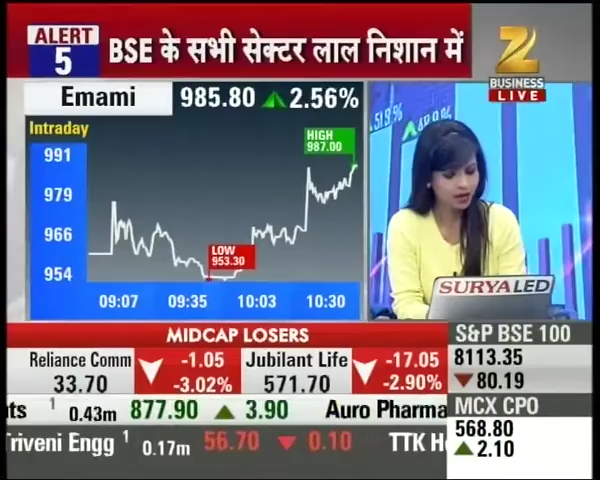 ALERT
5
BSE के सभी सेक्टर लाल निशान में
Z
BUSINESS
LIVE
Emami 985.80 ▲ 2.56%
Intraday
HIGH
987.00
991
979
966
954
LOW
953.30
09:07 09:35 10:03 10:30
SURYA LED
MIDCAP LOSERS
Reliance Comm
33.70
-1.05
-3.02%
Jubilant Life
571.70
-17.05
-2.90%
S&P BSE 100
8113.35
▼ 80.19
MCX CPO
568.80
▲ 2.10
ts 1 0.43m 877.90 ▲ 3.90 Auro Pharma
Triveni Engg 1 0.17m 56.70 ▼ 0.10 TTK H